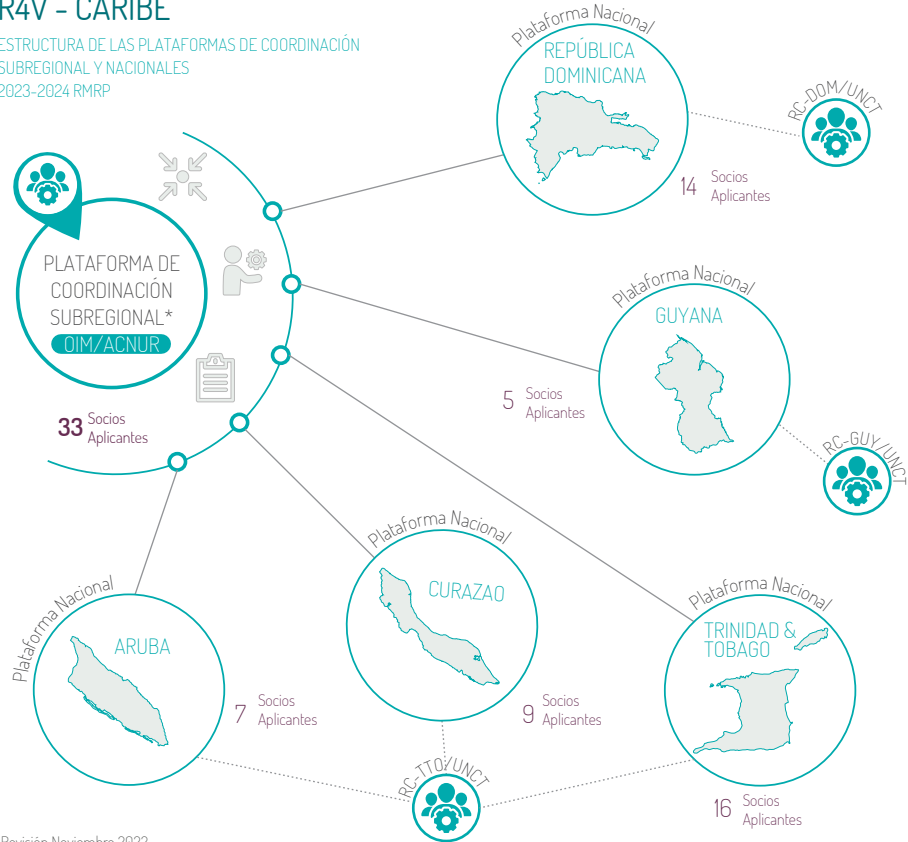 R4V - CARIBE
ESTRUCTURA DE LAS PLATAFORMAS DE COORDINACIÓN
SUBREGIONAL Y NACIONALES
2023-2024 RMRP
PLATAFORMA DE
COORDINACIÓN
SUBREGIONAL*
OIM/ACNUR
33 Socios
Aplicantes
Plataforma Nacional
REPÚBLICA
DOMINICANA
14 Socios
Aplicantes
RC-DOM/UNCT
Plataforma Nacional
GUYANA
5 Socios
Aplicantes
RC-GUY/UNCT
Plataforma Nacional
ARUBA
7 Socios
Aplicantes
Plataforma Nacional
CURAZAO
9 Socios
Aplicantes
Plataforma Nacional
TRINIDAD &
TOBAGO
16 Socios
Aplicantes
RC-TTO/UNCT
Revisión Noviembre 2022